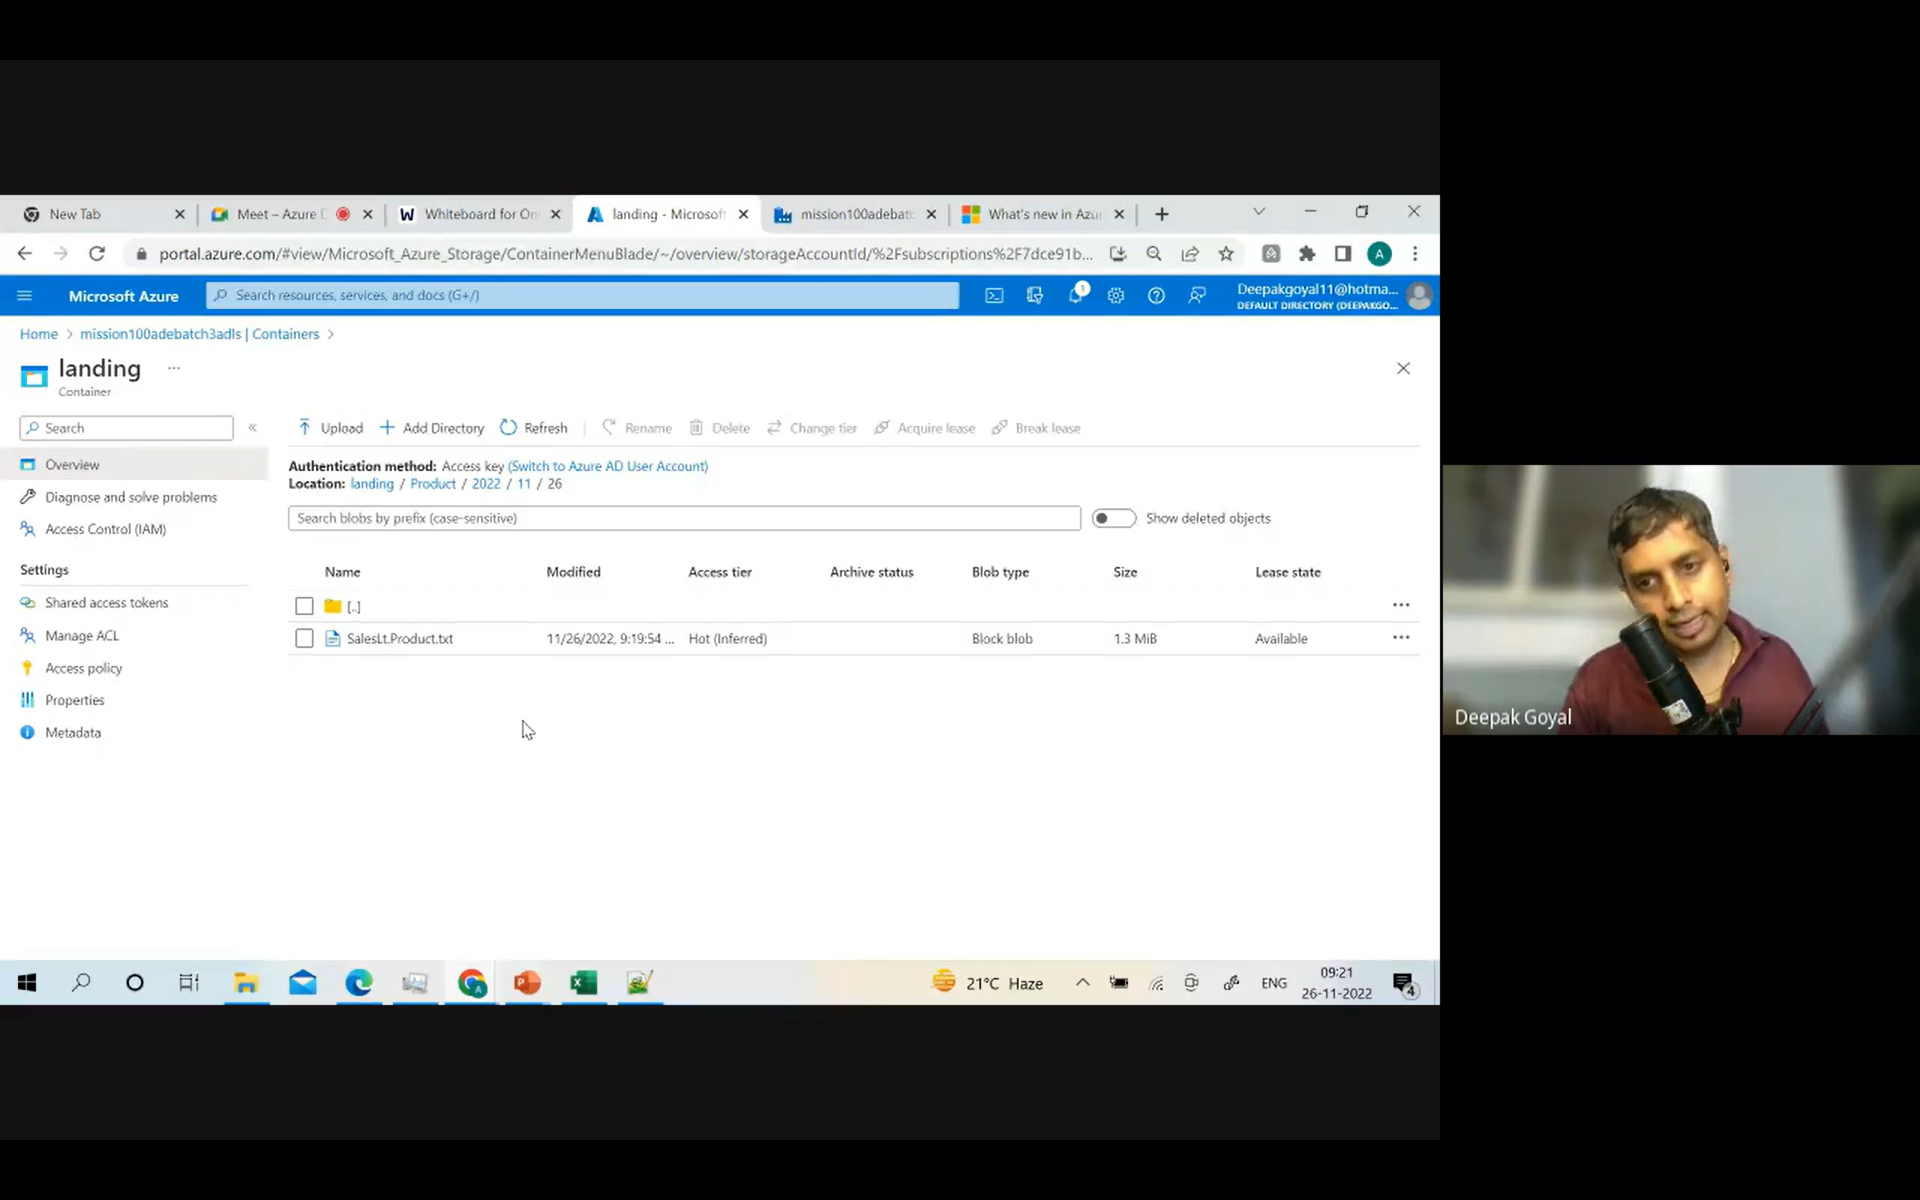 New Tab
Meet – Azure D
Whiteboard for On
landing - Microsoft
mission100adebatc
What's new in Azu
portal.azure.com/#view/Microsoft_Azure_Storage/ContainerMenuBlade/~/overview/storageAccountId/%2Fsubscriptions%2F7dce91b...
A
Microsoft Azure
Search resources, services, and docs (G+/)
1
Deepakgoyal11@hotma...
DEFAULT DIRECTORY (DEEPAKGO...
Home > mission100adebatch3adls | Containers >
landing ...
Container
Search
«
Upload
Add Directory
Refresh
Rename
Delete
Change tier
Acquire lease
Break lease
Overview
Diagnose and solve problems
Access Control (IAM)
Settings
Shared access tokens
Manage ACL
Access policy
Properties
Metadata
Authentication method: Access key (Switch to Azure AD User Account)
Location: landing / Product / 2022 / 11 / 26
Search blobs by prefix (case-sensitive)
Show deleted objects
Name Modified Access tier Archive status Blob type Size Lease state
[..]
SalesLt.Product.txt 11/26/2022, 9:19:54 ... Hot (Inferred) Block blob 1.3 MiB Available
Deepak Goyal
21°C Haze
ENG
09:21
26-11-2022
4